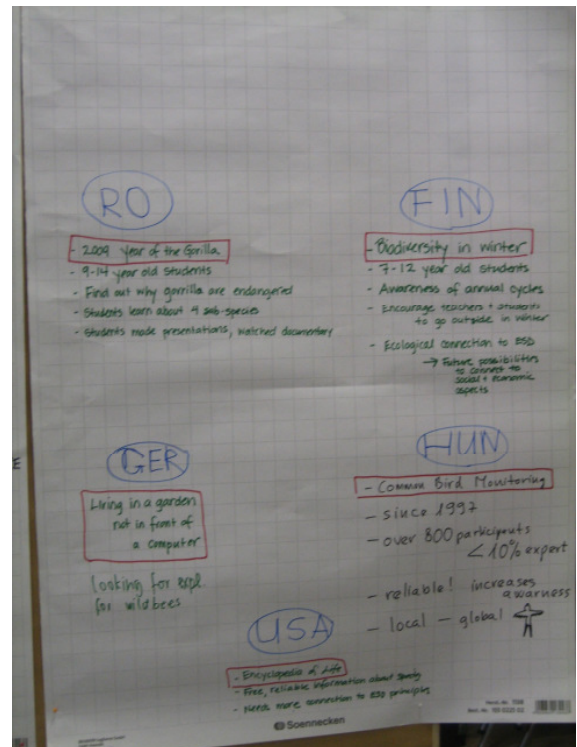 RO
- 2009 year of the Gorilla.
- 9-14 year old students
- Find out why gorilla are endangered
- Students learn about 4 sub-species
- Students made presentations, watched documentary
FIN
- Biodiversity in winter
- 7-12 year old students
- Awareness of annual cycles
- Encourage teachers + students
to go outside in winter
- Ecological connection to ESD
→ Future possibilities
to connect to
social + economic
aspects
GER
Living in a garden
not in front of
a computer
looking for expl.
for wildbees
HUN
- Common Bird Monitoring
- since 1997
- over 800 participants
< 10% expert
- reliable! increases
awarness
- local - global
USA
- Encyclopedia of Life
- Free, reliable information about
- Needs more connection to ESD principles
Soennecken